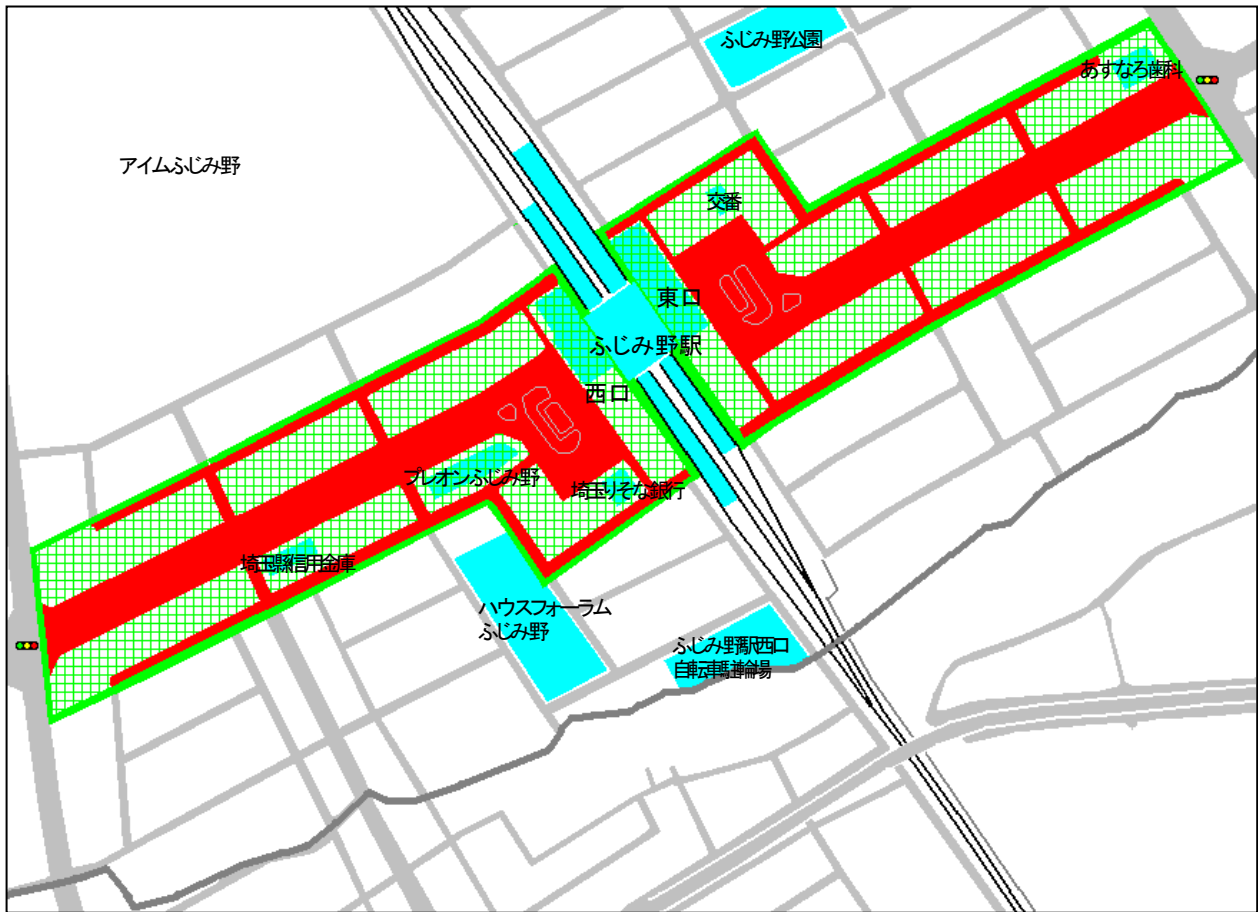 ふじみ野公園
あすなろ歯科
アイムふじみ野
交番
東口
ふじみ野駅
西口
プレオンふじみ野
埼玉りそな銀行
埼玉縣信用金庫
ハウスフォーラム
ふじみ野
ふじみ野駅西口
自転車駐輪場